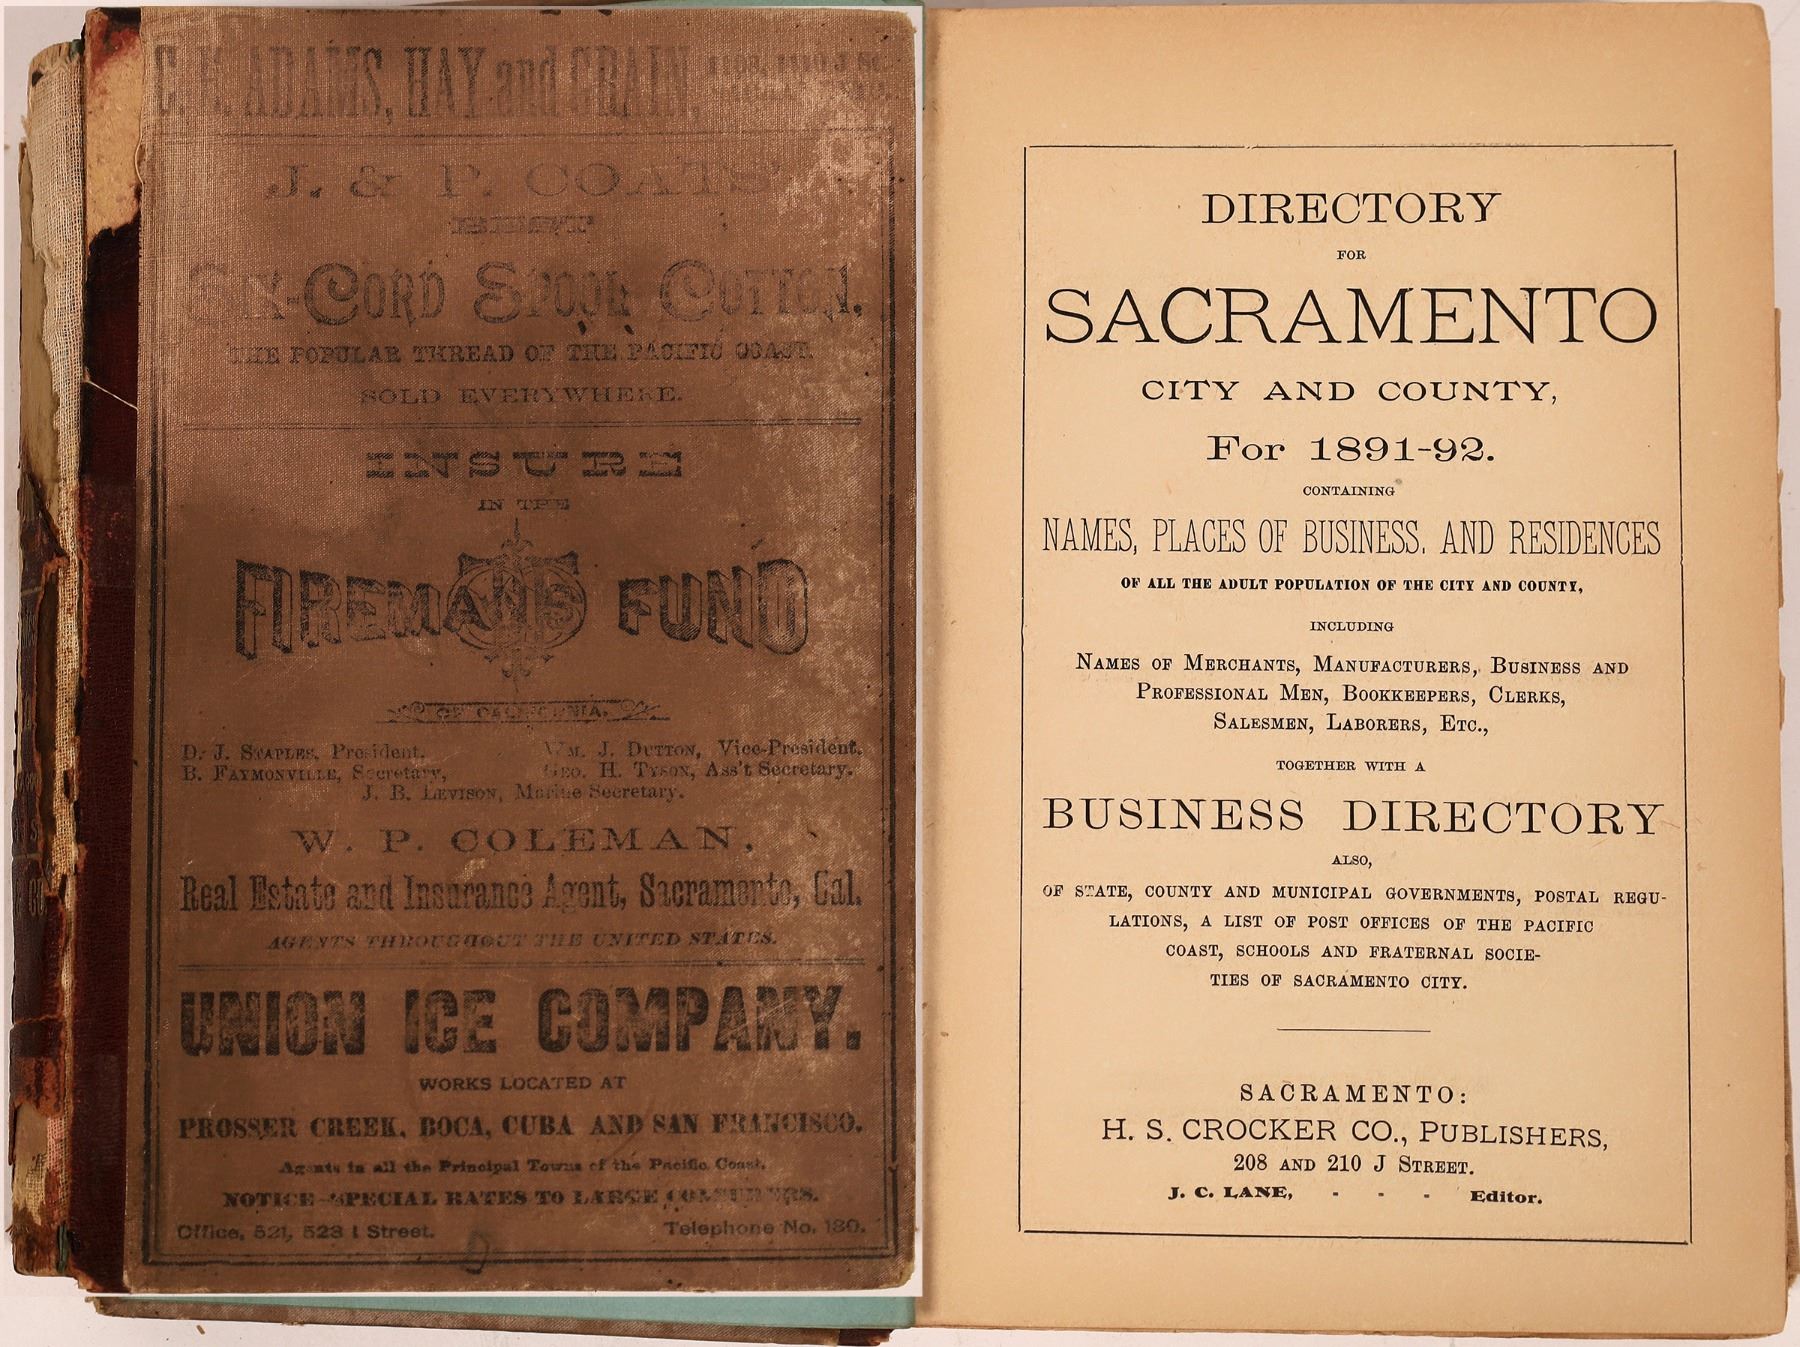 ADAMS, HAY and GRAIN,
J. & P. COATS'
BEST
SIX-CORD SPOOL COTTON,
THE POPULAR THREAD OF THE PACIFIC COAST.
SOLD EVERYWHERE.
INSURE
IN THE
FIREMAN'S FUND
OF CALIFORNIA.
D. J. STAPLES, President. WM. J. DUTTON, Vice-President,
B. FAYMONVILLE, Secretary, GEO. H. TYSON, Ass't Secretary.
J. B. LEVISON, Marine Secretary.
W. P. COLEMAN,
Real Estate and Insurance Agent, Sacramento, Cal.
AGENTS THROUGHOUT THE UNITED STATES.
UNION ICE COMPANY.
WORKS LOCATED AT
PROSSER CREEK, BOCA, CUBA AND SAN FRANCISCO.
Agents in all the Principal Towns of the Pacific Coast.
NOTICE—SPECIAL RATES TO LARGE CONSUMERS.
Office, 521, 523 I Street. Telephone No. 130.
DIRECTORY
FOR
SACRAMENTO
CITY AND COUNTY,
For 1891-92.
CONTAINING
NAMES, PLACES OF BUSINESS, AND RESIDENCES
OF ALL THE ADULT POPULATION OF THE CITY AND COUNTY,
INCLUDING
NAMES OF MERCHANTS, MANUFACTURERS, BUSINESS AND
PROFESSIONAL MEN, BOOKKEEPERS, CLERKS,
SALESMEN, LABORERS, ETC.,
TOGETHER WITH A
BUSINESS DIRECTORY
ALSO,
OF STATE, COUNTY AND MUNICIPAL GOVERNMENTS, POSTAL REGU-
LATIONS, A LIST OF POST OFFICES OF THE PACIFIC
COAST, SCHOOLS AND FRATERNAL SOCIE-
TIES OF SACRAMENTO CITY.
SACRAMENTO:
H. S. CROCKER CO., PUBLISHERS,
208 AND 210 J STREET.
J. C. LANE, - - - Editor.